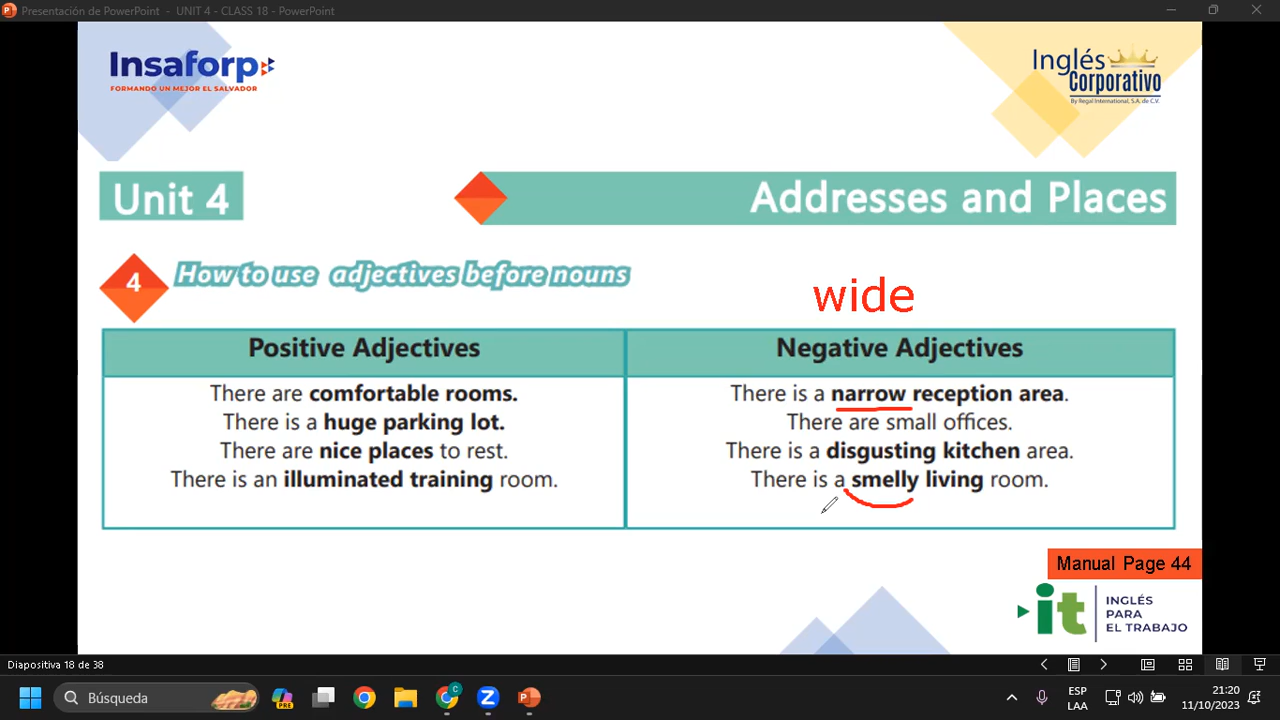 Presentación de PowerPoint - UNIT 4 - CLASS 18 - PowerPoint
Insaforp
FORMANDO UN MEJOR EL SALVADOR
Inglés
Corporativo
By Regal International, S.A. de C.V.
Unit 4
Addresses and Places
4
How to use adjectives before nouns
wide
Positive Adjectives
There are comfortable rooms.
There is a huge parking lot.
There are nice places to rest.
There is an illuminated training room.
Negative Adjectives
There is a narrow reception area.
There are small offices.
There is a disgusting kitchen area.
There is a smelly living room.
Manual Page 44
it
INGLÉS
PARA
EL TRABAJO
Diapositiva 18 de 38
Búsqueda
PRE
C
ESP
LAA
21:20
11/10/2023